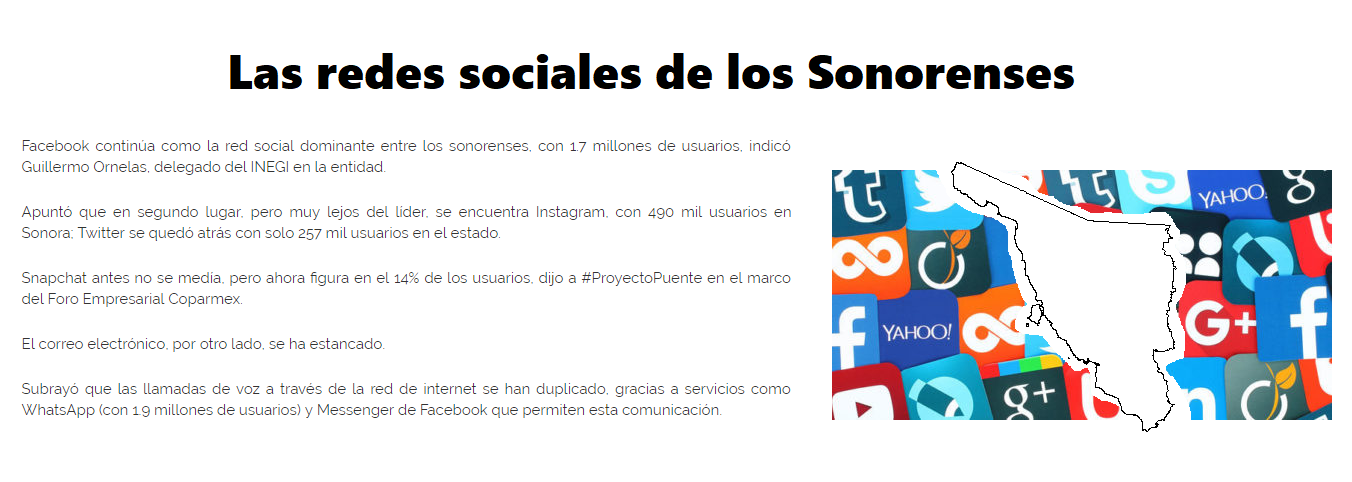 Las redes sociales de los Sonorenses
Facebook continúa como la red social dominante entre los sonorenses, con 1.7 millones de usuarios, indicó
Guillermo Ornelas, delegado del INEGI en la entidad.
Apuntó que en segundo lugar, pero muy lejos del líder, se encuentra Instagram, con 490 mil usuarios en
Sonora; Twitter se quedó atrás con solo 257 mil usuarios en el estado.
Snapchat antes no se medía, pero ahora figura en el 14% de los usuarios, dijo a #ProyectoPuente en el marco
del Foro Empresarial Coparmex.
El correo electrónico, por otro lado, se ha estancado.
Subrayó que las llamadas de voz a través de la red de internet se han duplicado, gracias a servicios como
WhatsApp (con 1.9 millones de usuarios) y Messenger de Facebook que permiten esta comunicación.
t
t
S
YAHOO!
g
f
YAHOO!
G+
f
g+
n